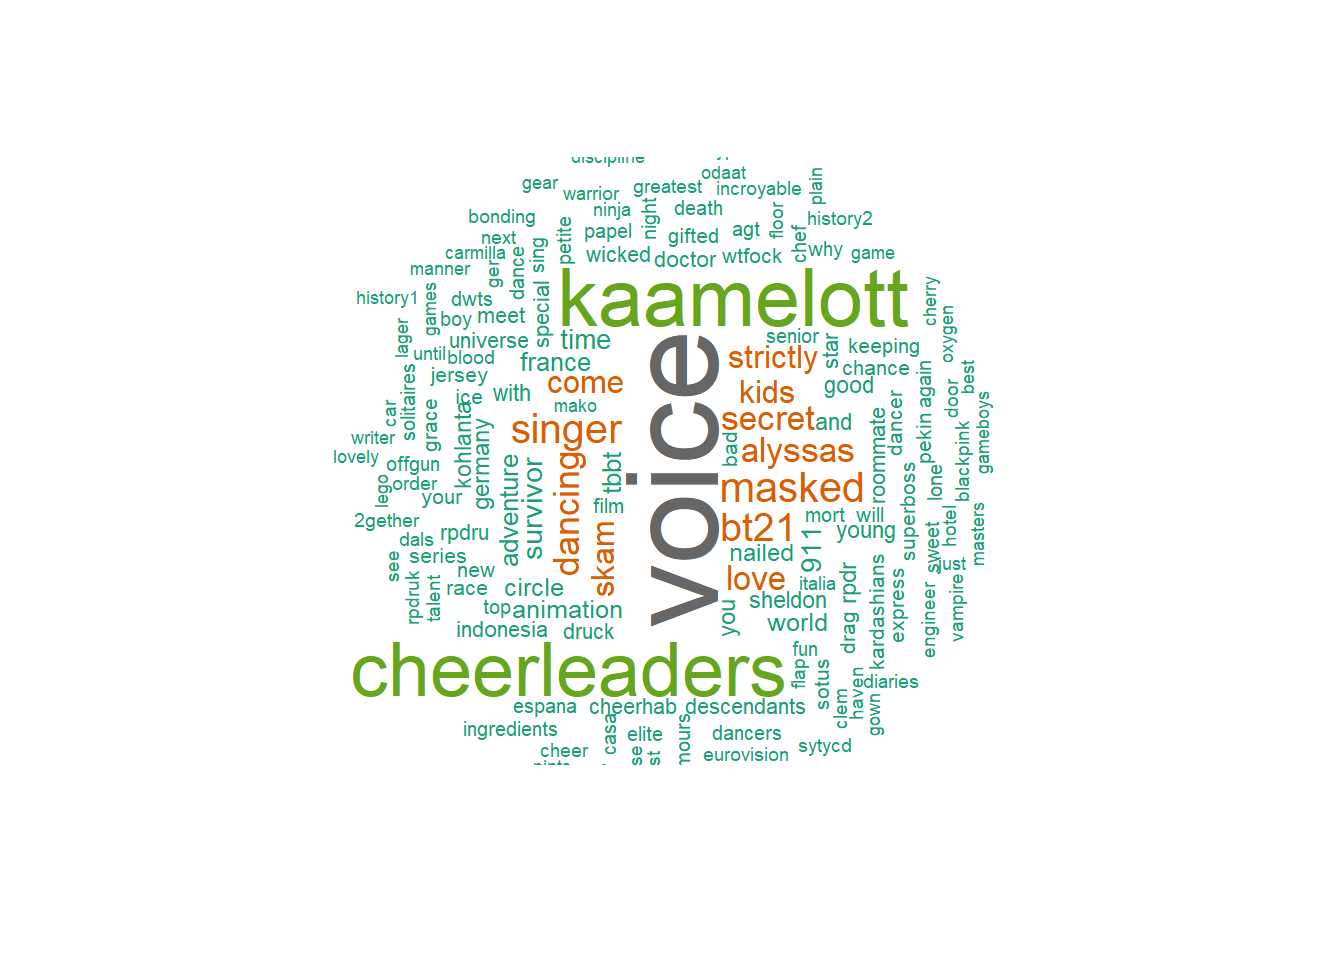 discipline
odaat
gear
warrior
greatest
incroyable
plain
bonding
ninja
night
death
floor
history2
next
petite
papel
gifted
agt
chef
why
game
carmilla
sing
wicked
doctor
wtfock
manner
ger
dance
kaamelott
cherry
history1
games
dwts
special
boy
meet
lager
universe
time
voice
senior
star
keeping
oxygen
until
blood
france
strictly
chance
best
jersey
come
kids
good
solitaires
ice
with
mako
secret
and
dancer
again
door
car
grace
kohlanta
singer
bad
alyssas
roommate
pekin
gameboys
writer
lovely
offgun
germany
adventure
survivor
dancing
tbbt
masked
superboss
lone
blackpink
lego
order
your
film
mort
will
2gether
dals
rpdru
skam
bt21
young
hotel
masters
see
series
nailed
911
sweet
just
new
love
italia
rpdruk
talent
race
circle
sheldon
rpdr
kardashians
express
engineer
vampire
top
animation
you
world
drag
indonesia
druck
fun
cheerleaders
flap
sotus
haven
diaries
espana
cheerhab
descendants
clem
gown
ingredients
casa
elite
mours
dancers
sytycd
cheer
se
st
eurovision